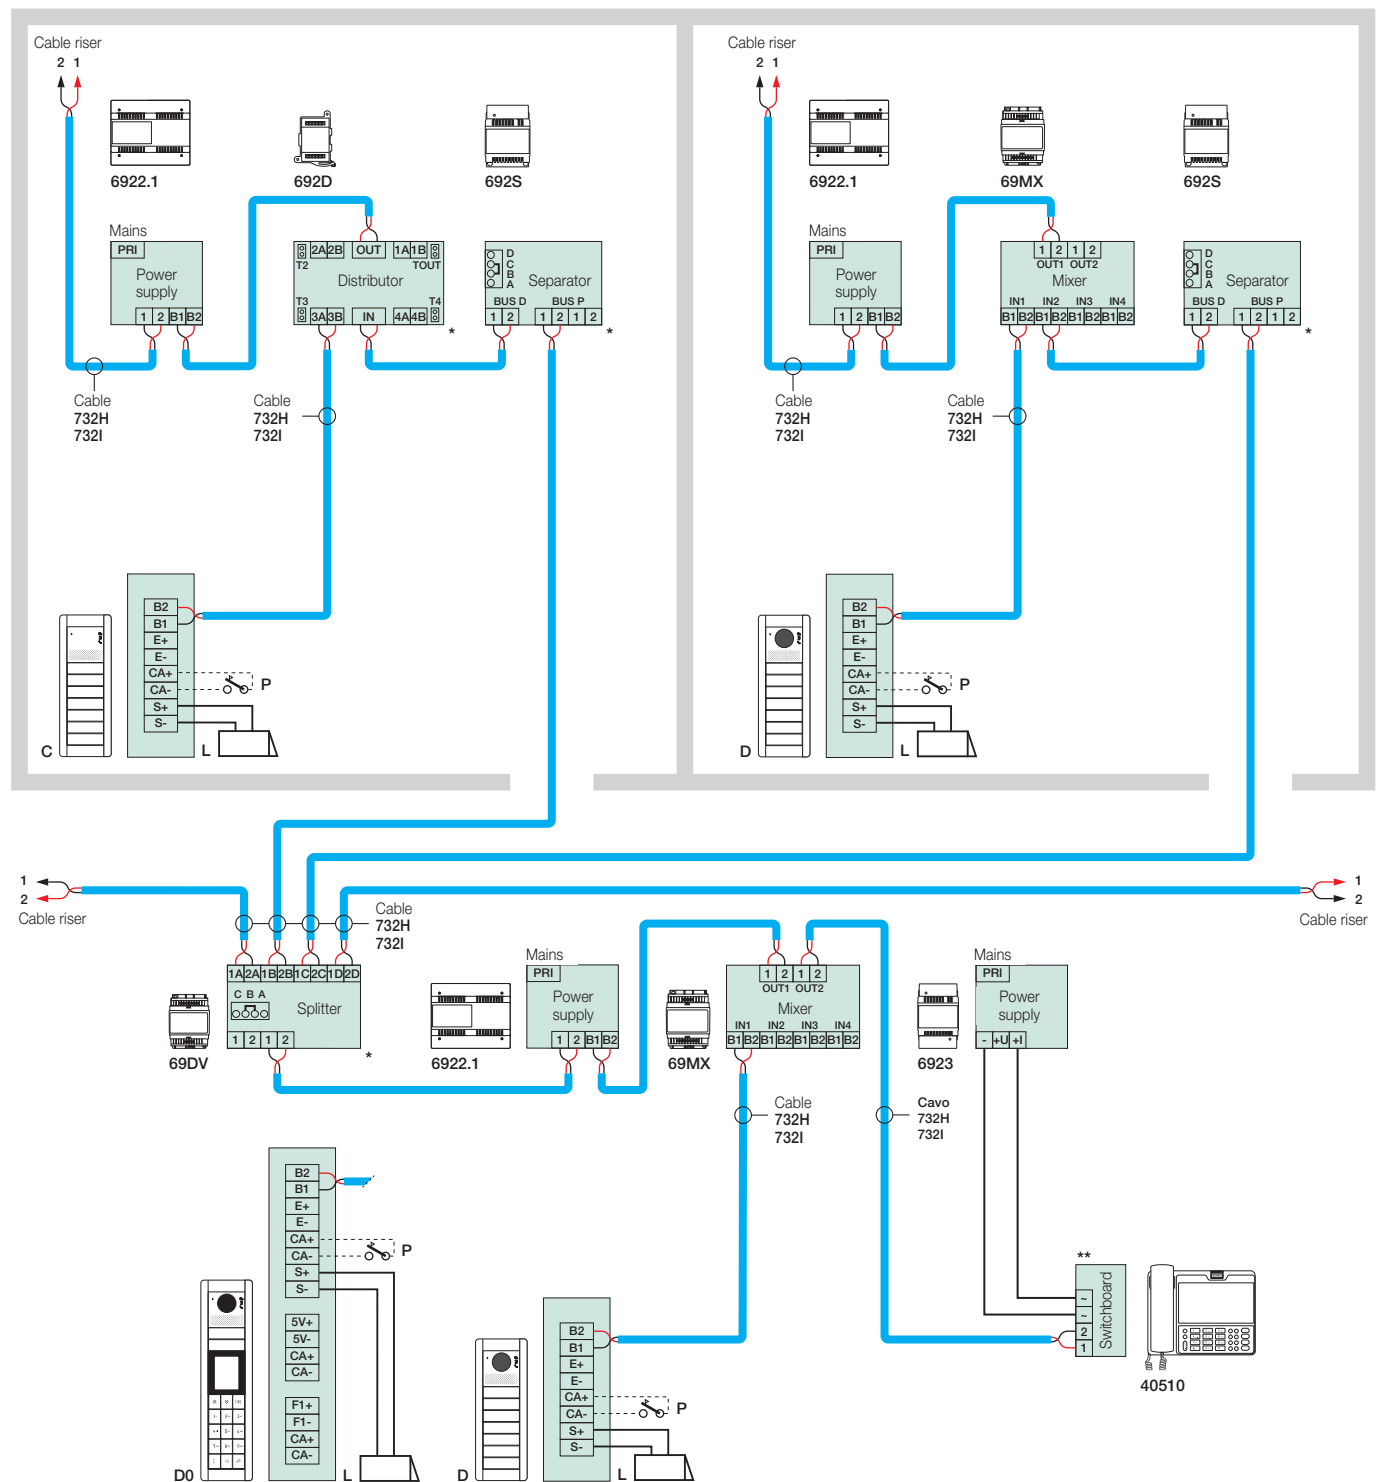 Cable riser
2 1
6922.1
692D
692S
Mains
PRI
Power
supply
1 2 B1 B2
2A 2B OUT 1A 1B
T2 TOUT
Distributor
T3 T4
3A 3B IN 4A 4B
*
D
C
B
A
Separator
BUS D BUS P
1 2 1 2 1 2
*
Cable
732H
732I
Cable
732H
732I
B2
B1
E+
E-
CA+
CA-
S+
S-
P
C
L
Cable riser
2 1
6922.1
69MX
692S
Mains
PRI
Power
supply
1 2 B1 B2
1 2 1 2
OUT1 OUT2
Mixer
IN1 IN2 IN3 IN4
B1 B2 B1 B2 B1 B2 B1 B2
D
C
B
A
Separator
BUS D BUS P
1 2 1 2 1 2
*
Cable
732H
732I
Cable
732H
732I
B2
B1
E+
E-
CA+
CA-
S+
S-
P
D
L
1
2
Cable riser
1
2
Cable riser
Cable
732H
732I
1A 2A 1B 2B 1C 2C 1D 2D
C B A
Splitter
1 2 1 2
*
69DV
6922.1
Mains
PRI
Power
supply
1 2 B1 B2
69MX
1 2 1 2
OUT1 OUT2
Mixer
IN1 IN2 IN3 IN4
B1 B2 B1 B2 B1 B2 B1 B2
6923
Mains
PRI
Power
supply
- +U +I
Cable
732H
732I
Cavo
732H
732I
B2
B1
E+
E-
CA+
CA-
S+
S-
5V+
5V-
CA+
CA-
F1+
F1-
CA+
CA-
P
D0
L
B2
B1
E+
E-
CA+
CA-
S+
S-
P
D
L
**
Switchboard
~
~
2
1
40510